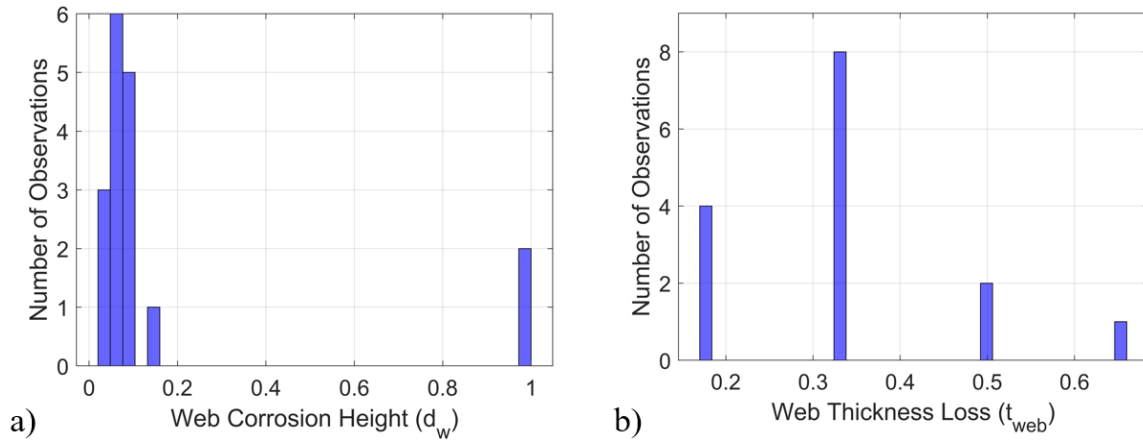 6
5
4
3
2
1
0
Number of Observations
0 0.2 0.4 0.6 0.8 1
Web Corrosion Height (d_w)
a)
8
6
4
2
0
Number of Observations
0.2 0.3 0.4 0.5 0.6
Web Thickness Loss (t_web)
b)